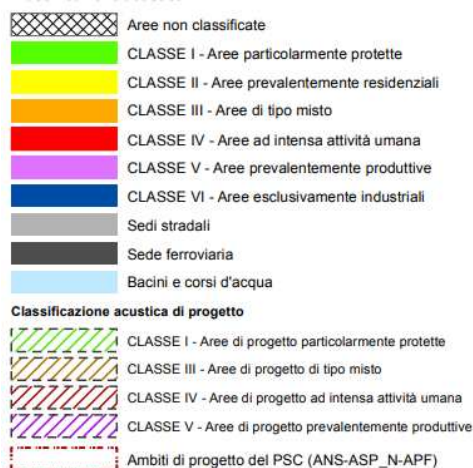 Aree non classificate
CLASSE I - Aree particolarmente protette
CLASSE II - Aree prevalentemente residenziali
CLASSE III - Aree di tipo misto
CLASSE IV - Aree ad intensa attività umana
CLASSE V - Aree prevalentemente produttive
CLASSE VI - Aree esclusivamente industriali
Sedi stradali
Sede ferroviaria
Bacini e corsi d'acqua
Classificazione acustica di progetto
CLASSE I - Aree di progetto particolarmente protette
CLASSE III - Aree di progetto di tipo misto
CLASSE IV - Aree di progetto ad intensa attività umana
CLASSE V - Aree di progetto prevalentemente produttive
Ambiti di progetto del PSC (ANS-ASP_N-APF)